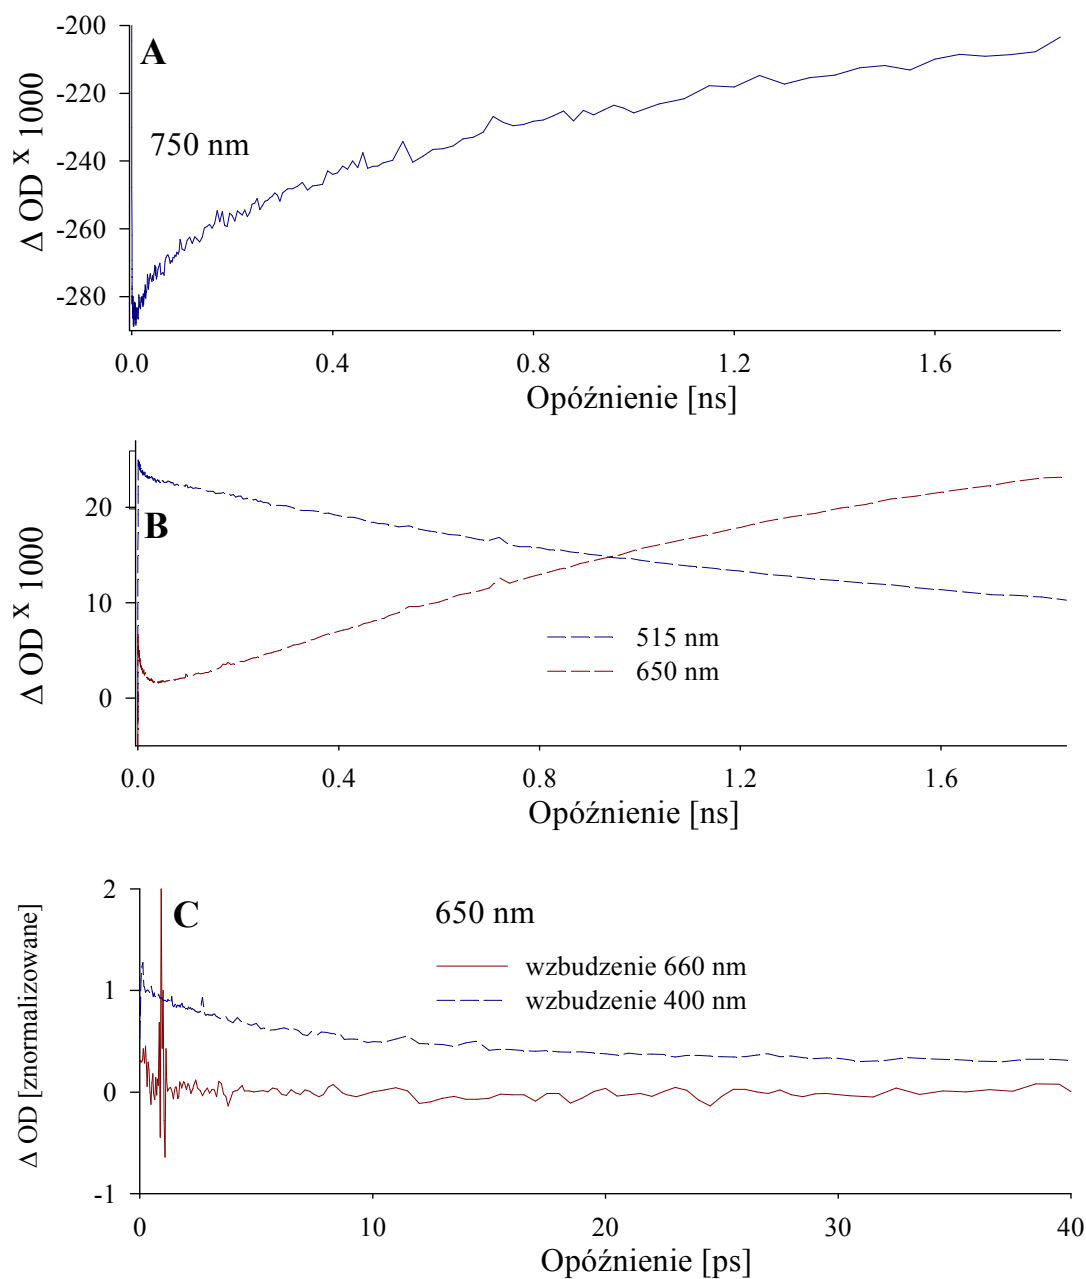 A
750 nm
Δ OD x 1000
-200
-220
-240
-260
-280
0.0 0.4 0.8 1.2 1.6
Opóźnienie [ns]
B
Δ OD x 1000
20
10
0
515 nm
650 nm
0.0 0.4 0.8 1.2 1.6
Opóźnienie [ns]
C
650 nm
Δ OD [znormalizowane]
2
1
0
-1
wzbudzenie 660 nm
wzbudzenie 400 nm
0 10 20 30 40
Opóźnienie [ps]